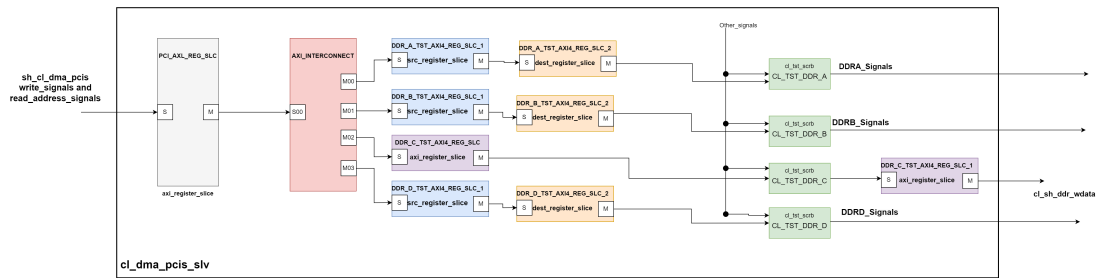 sh_cl_dma_pcis
write_signals and
read_address_signals
PCI_AXL_REG_SLC
S
M
axi_register_slice
AXI_INTERCONNECT
S00
M00
M01
M02
M03
DDR_A_TST_AXI4_REG_SLC_1
S
src_register_slice
M
DDR_A_TST_AXI4_REG_SLC_2
S
dest_register_slice
M
DDR_B_TST_AXI4_REG_SLC_1
S
src_register_slice
M
DDR_B_TST_AXI4_REG_SLC_2
S
dest_register_slice
M
DDR_C_TST_AXI4_REG_SLC
S
axi_register_slice
M
DDR_D_TST_AXI4_REG_SLC_1
S
src_register_slice
M
DDR_D_TST_AXI4_REG_SLC_2
S
dest_register_slice
M
Other_signals
cl_tst_scrb
CL_TST_DDR_A
DDRA_Signals
cl_tst_scrb
CL_TST_DDR_B
DDRB_Signals
cl_tst_scrb
CL_TST_DDR_C
DDR_C_TST_AXI4_REG_SLC_1
S
axi_register_slice
M
cl_sh_ddr_wdata
cl_tst_scrb
CL_TST_DDR_D
DDRD_Signals
cl_dma_pcis_slv